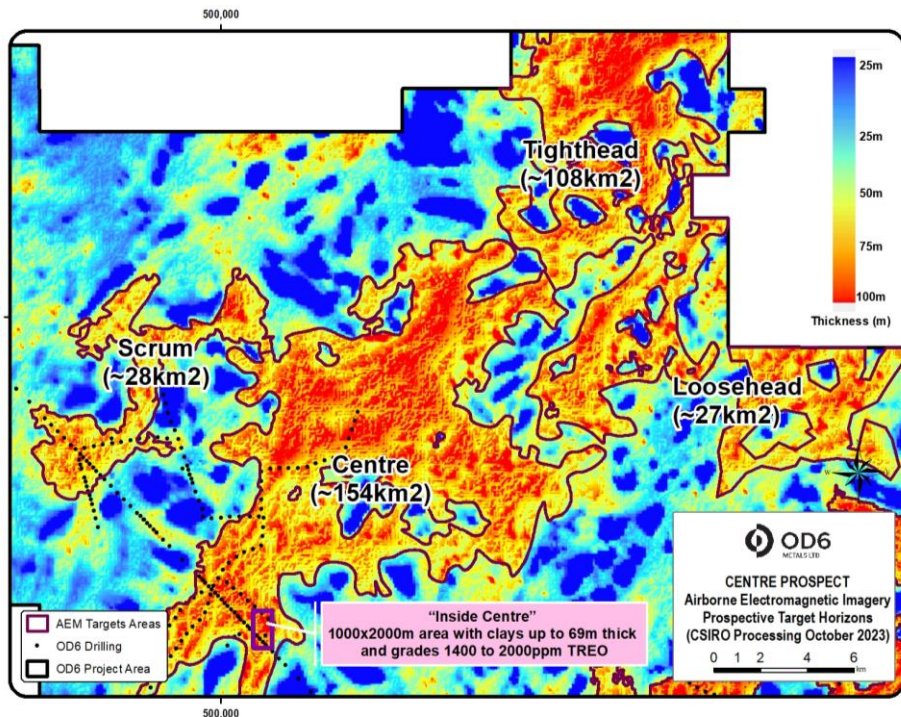 500,000
25m
25m
50m
75m
100m
Thickness (m)
Tighthead
(~108km2)
Scrum
(~28km2)
Loosehead
(~27km2)
Centre
(~154km2)
W
OD6
METALS LTD
CENTRE PROSPECT
Airborne Electromagnetic Imagery
Prospective Target Horizons
(CSIRO Processing October 2023)
0 1 2 4 6
km
AEM Targets Areas
OD6 Drilling
OD6 Project Area
“Inside Centre”
1000x2000m area with clays up to 69m thick
and grades 1400 to 2000ppm TREO
500,000